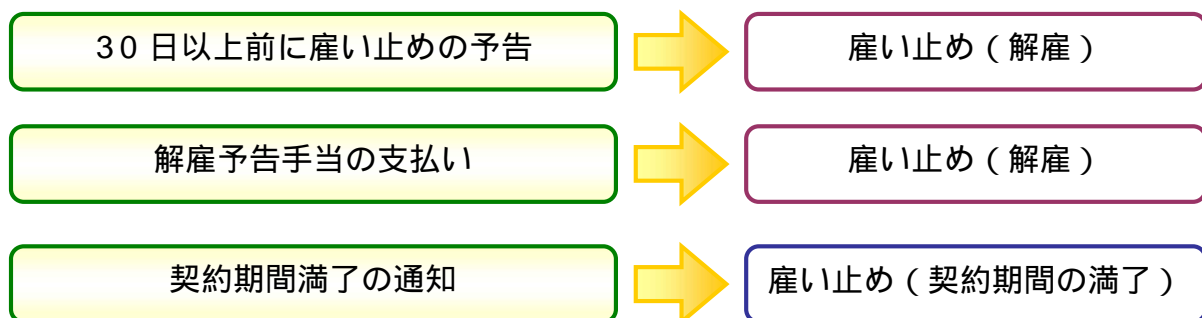 30日以上前に雇い止めの予告
雇い止め(解雇)
解雇予告手当の支払い
雇い止め(解雇)
契約期間満了の通知
雇い止め(契約期間の満了)